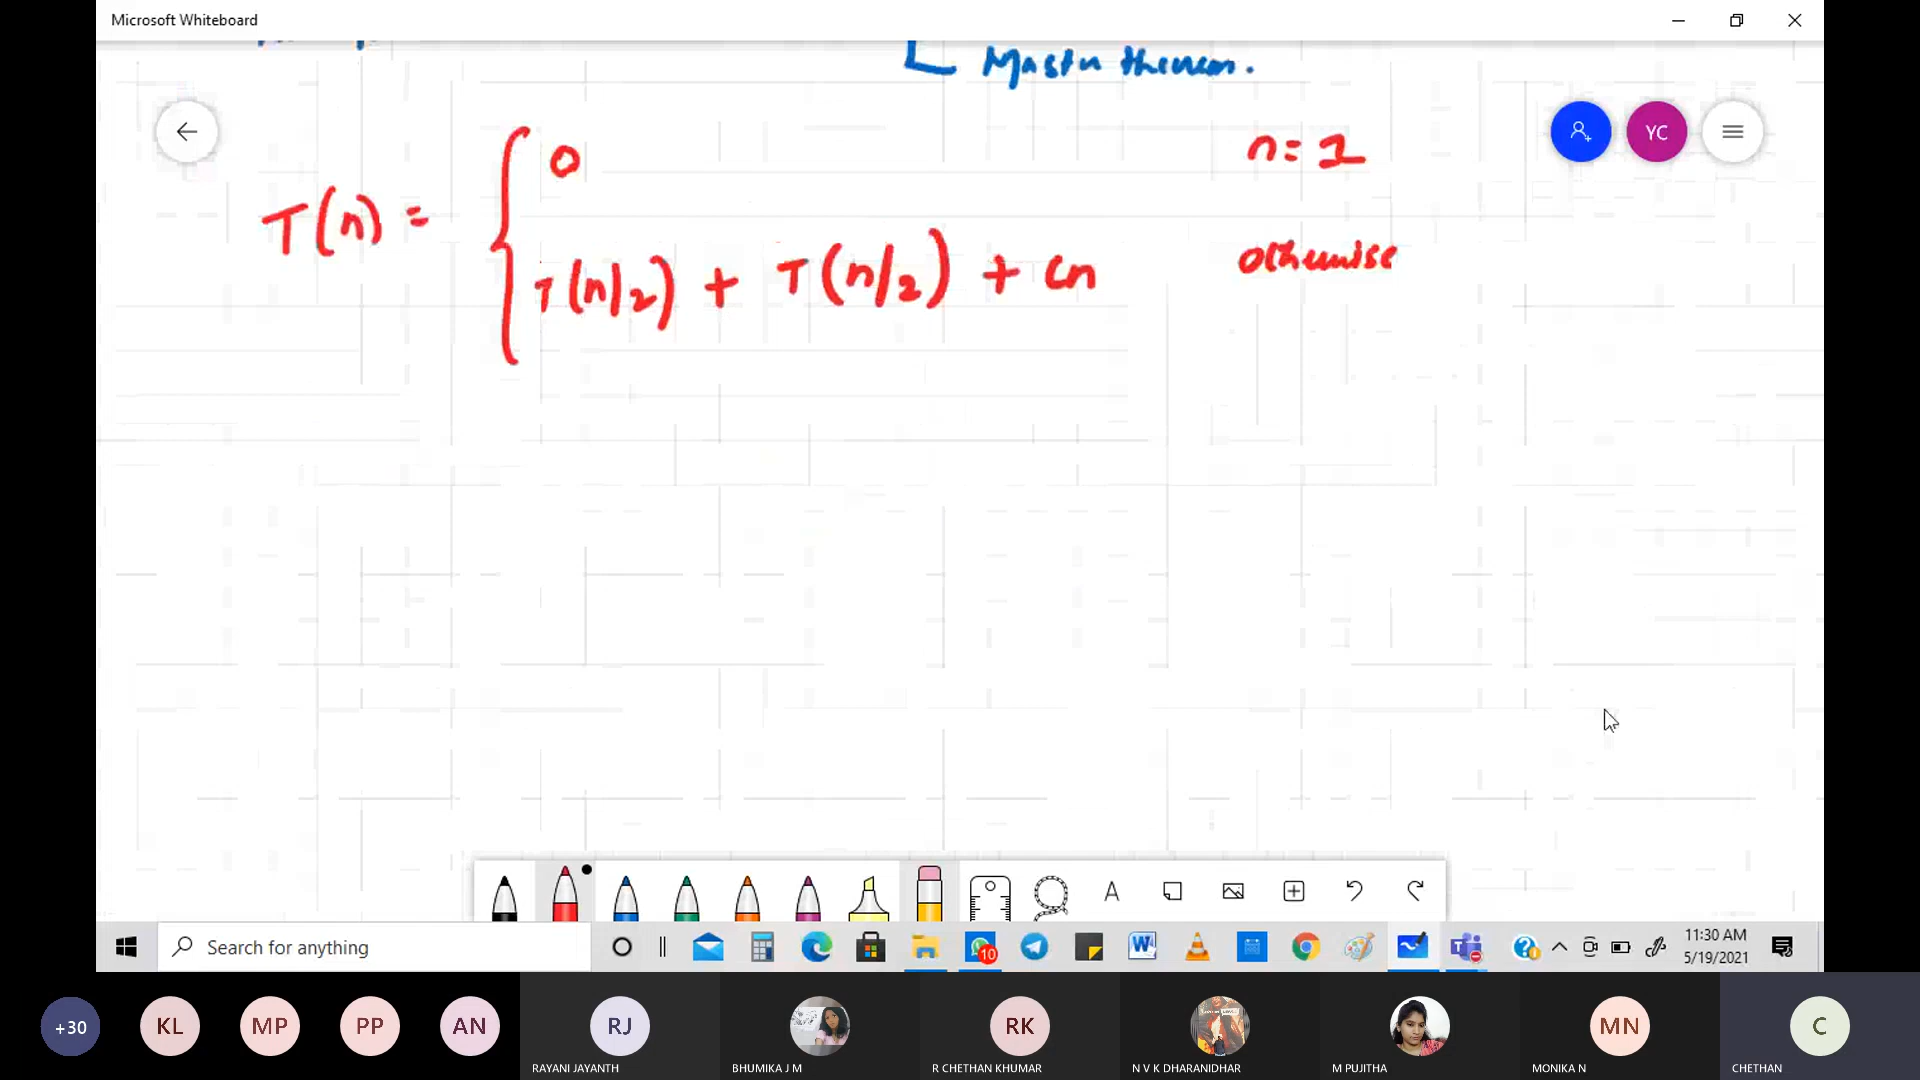 Microsoft Whiteboard
Master theorem.
T(n) = { 0 n=1
T(n/2) + T(n/2) + cn otherwise
YC
A
Search for anything
10
11:30 AM
5/19/2021
+30
KL
MP
PP
AN
RJ
RAYANI JAYANTH
BHUMIKA J M
RK
R CHETHAN KHUMAR
N V K DHARANIDHAR
M PUJITHA
MN
MONIKA N
C
CHETHAN